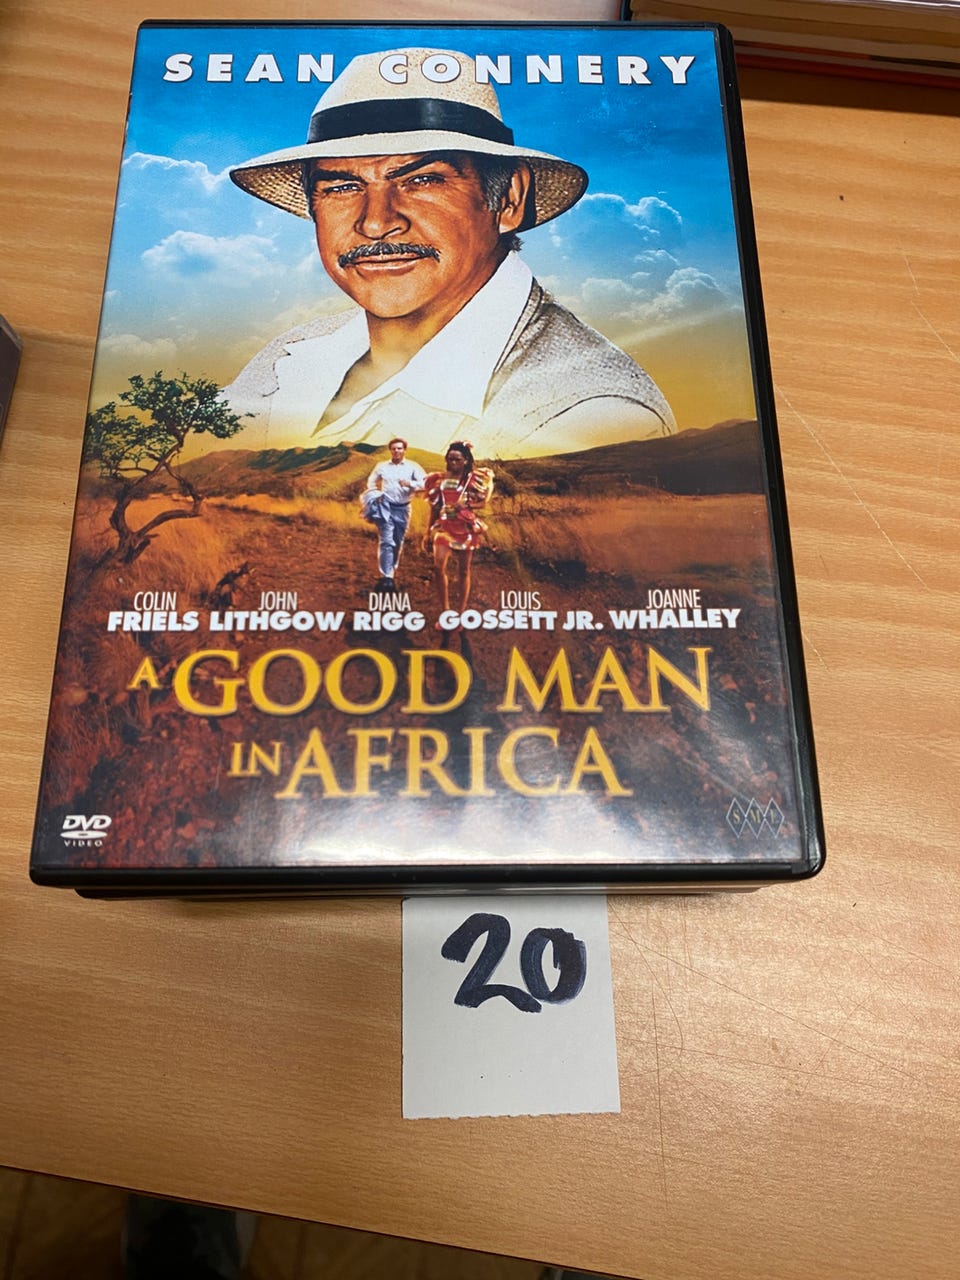 SEAN CONNERY
COLIN JOHN DIANA LOUIS JOANNE
FRIELS LITHGOW RIGG GOSSETT JR. WHALLEY
A GOOD MAN
IN AFRICA
DVD
VIDEO
S M E
20